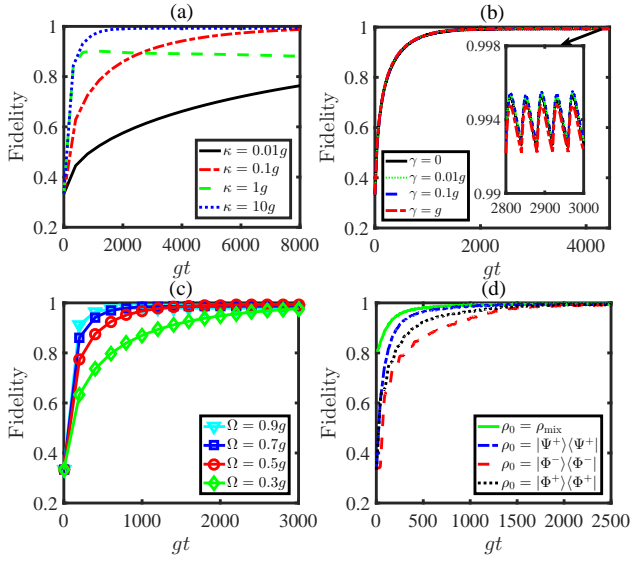 (a)
1
0.8
0.6
0.4
0.2
Fidelity
0 2000 4000 6000 8000
gt
κ = 0.01g
κ = 0.1g
κ = 1g
κ = 10g
(b)
1
0.8
0.6
0.4
0.2
Fidelity
0 2000 4000
gt
γ = 0
γ = 0.01g
γ = 0.1g
γ = g
0.998
0.994
0.99
2800 2900 3000
(c)
1
0.8
0.6
0.4
0.2
Fidelity
0 1000 2000 3000
gt
Ω = 0.9g
Ω = 0.7g
Ω = 0.5g
Ω = 0.3g
(d)
1
0.8
0.6
0.4
0.2
Fidelity
0 500 1000 1500 2000 2500
gt
ρ₀ = ρ_mix
ρ₀ = |Ψ⁺⟩⟨Ψ⁺|
ρ₀ = |Φ⁻⟩⟨Φ⁻|
ρ₀ = |Φ⁺⟩⟨Φ⁺|